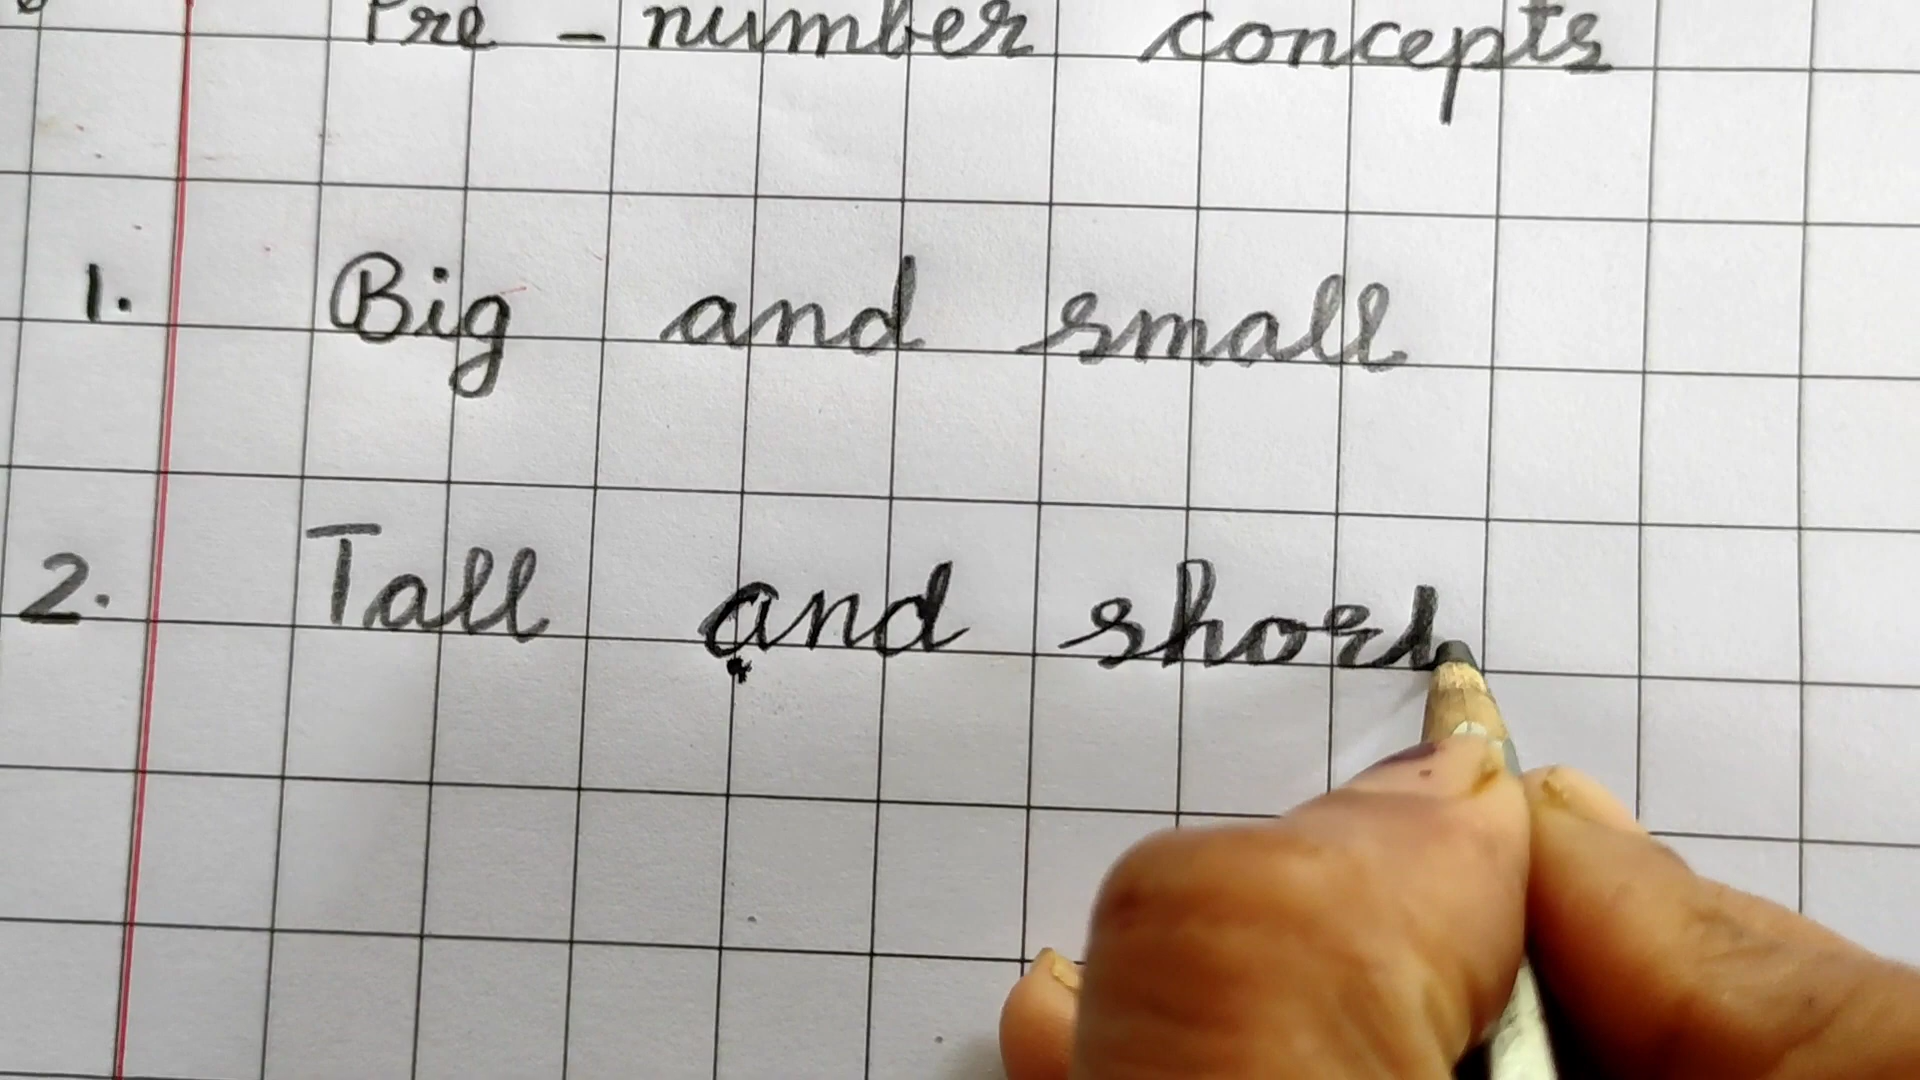 Pre - number concepts
1. Big and small
2. Tall and short